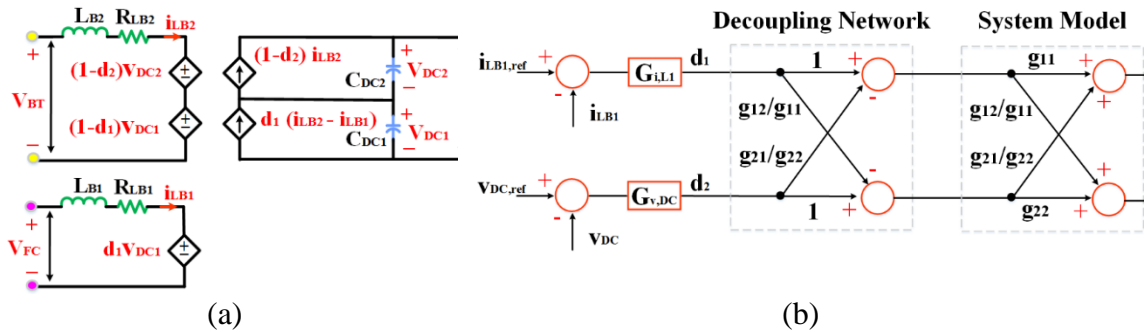 LB2 RLB2 iLB2
+
(1-d2)VDC2
VBT
(1-d1)VDC1
−
(1-d2) iLB2
+
CDC2 VDC2
−
d1 (iLB2 – iLB1)
+
CDC1 VDC1
−
LB1 RLB1 iLB1
+
VFC
d1VDC1
−
(a)
Decoupling Network
System Model
iLB1,ref + Gi,L1 d1 1 + g11 +
- - +
iLB1
g12/g11 g12/g11
g21/g22 g21/g22
vDC,ref + Gv,DC d2 - +
- 1 + g22 +
vDC
(b)